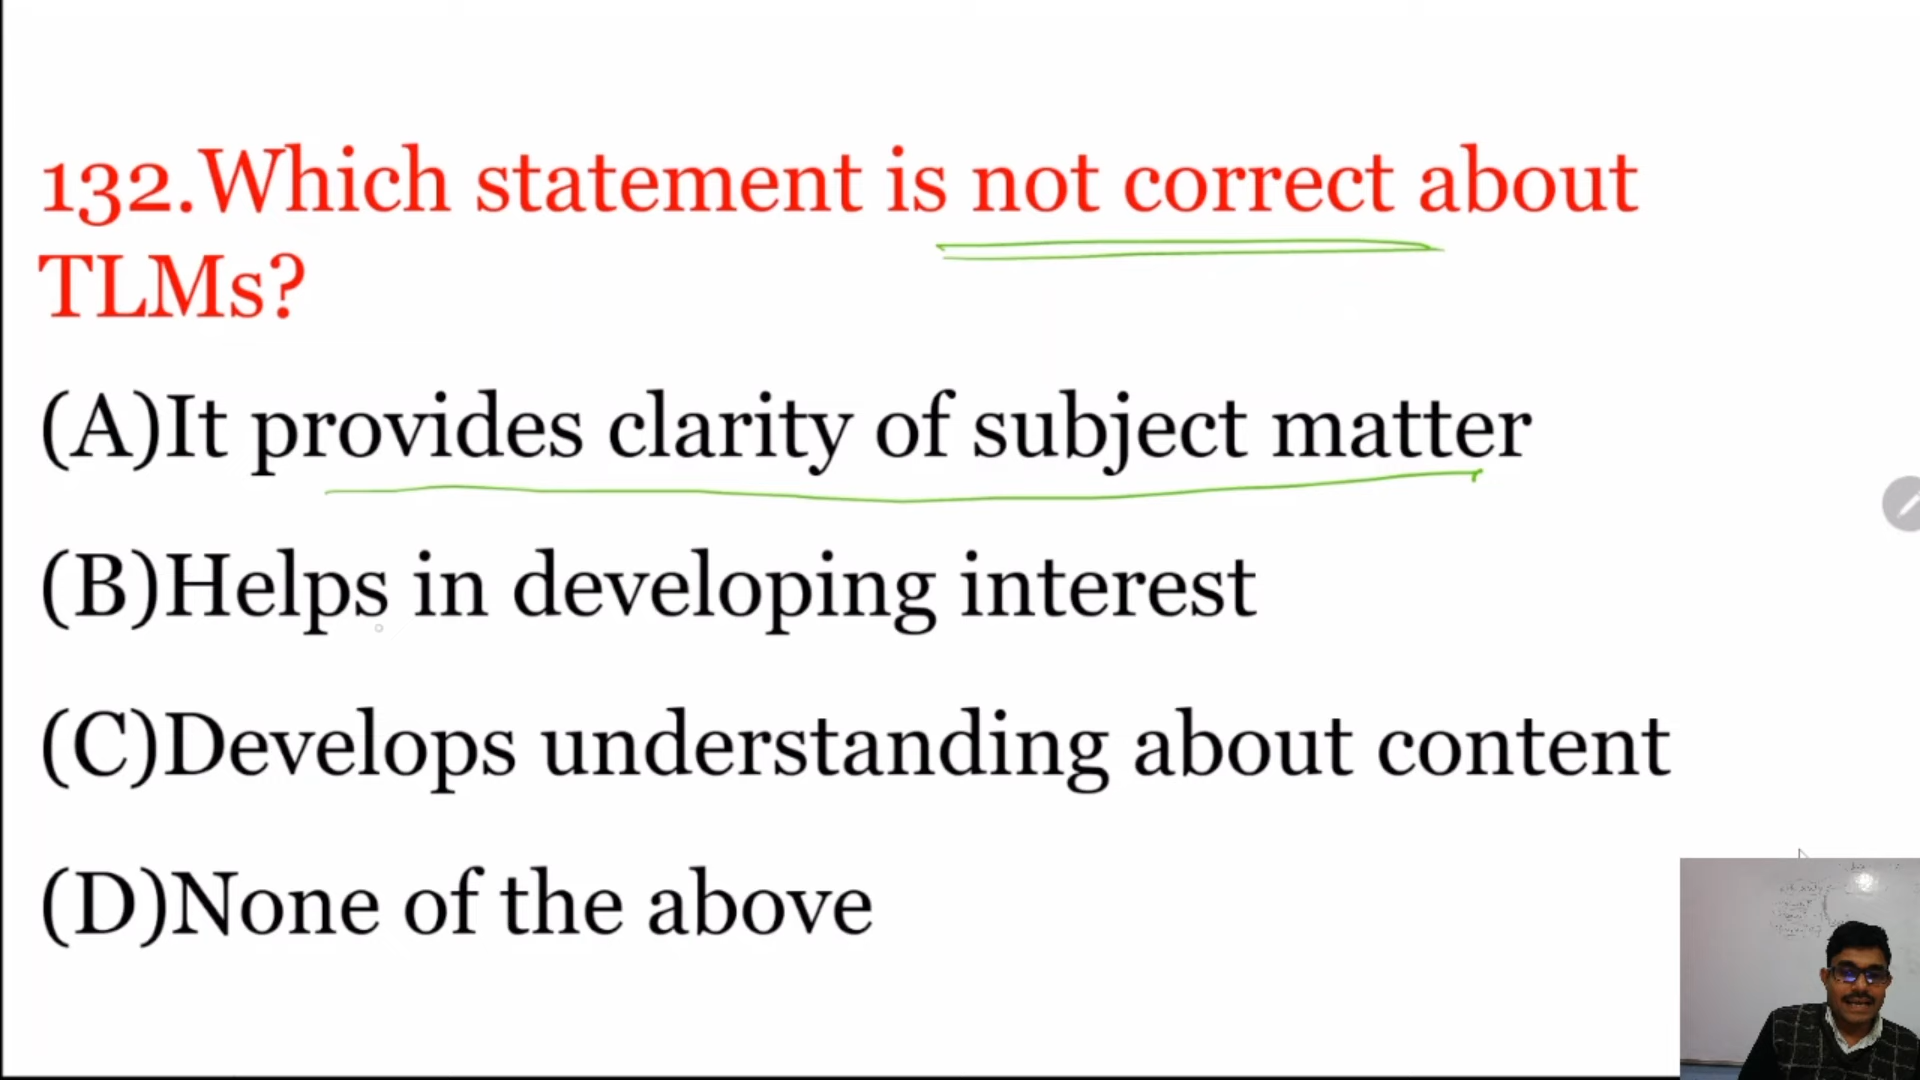 132.Which statement is not correct about
TLMs?
(A)It provides clarity of subject matter
(B)Helps in developing interest
(C)Develops understanding about content
(D)None of the above